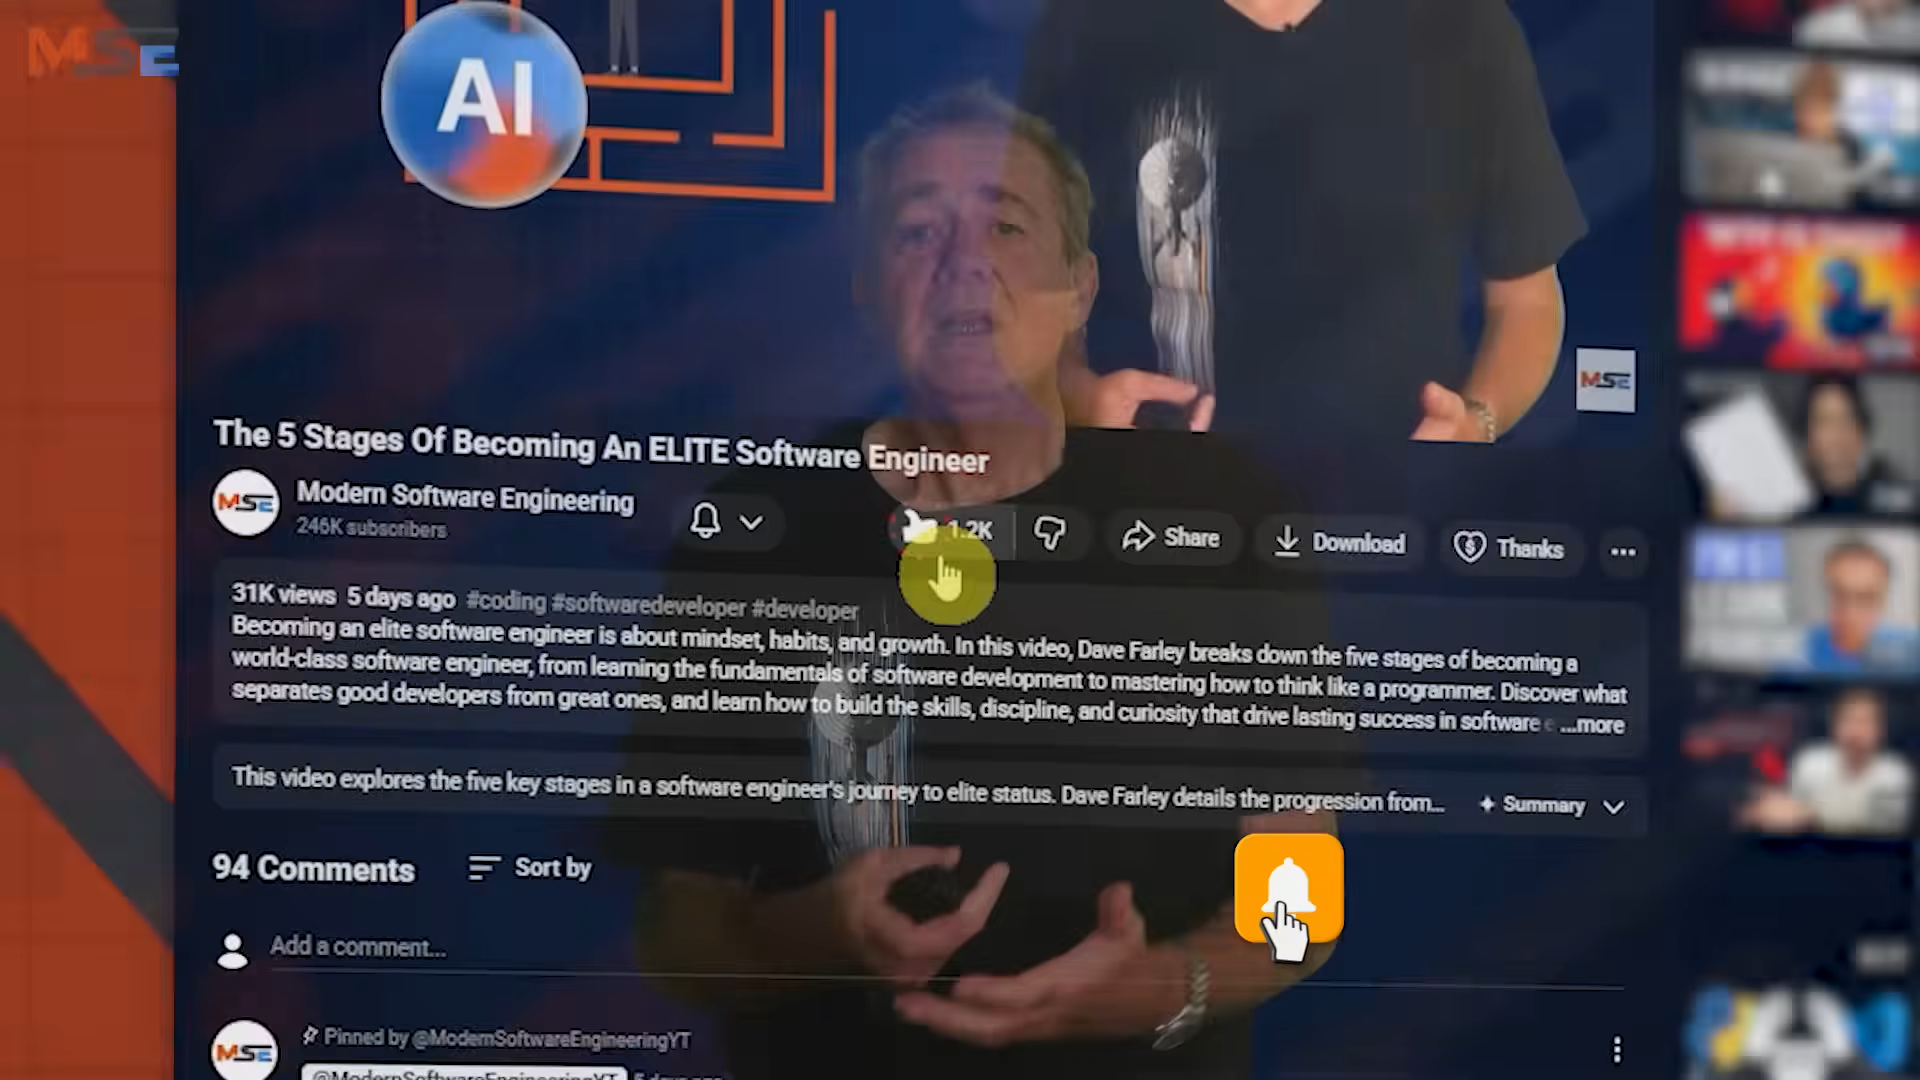 MSE
AI
MSE
The 5 Stages Of Becoming An ELITE Software Engineer
MSE
Modern Software Engineering
246K subscribers
1.2K
Share
Download
Thanks
31K views 5 days ago #coding #softwaredeveloper #developer
Becoming an elite software engineer is about mindset, habits, and growth. In this video, Dave Farley breaks down the five stages of becoming a
world-class software engineer, from learning the fundamentals of software development to mastering how to think like a programmer. Discover what
separates good developers from great ones, and learn how to build the skills, discipline, and curiosity that drive lasting success in software e ...more
This video explores the five key stages in a software engineer's journey to elite status. Dave Farley details the progression from...
Summary
94 Comments
Sort by
Add a comment...
MSE
Pinned by @ModernSoftwareEngineeringYT
@ModernSoftwareEngineeringYT 5 days ago